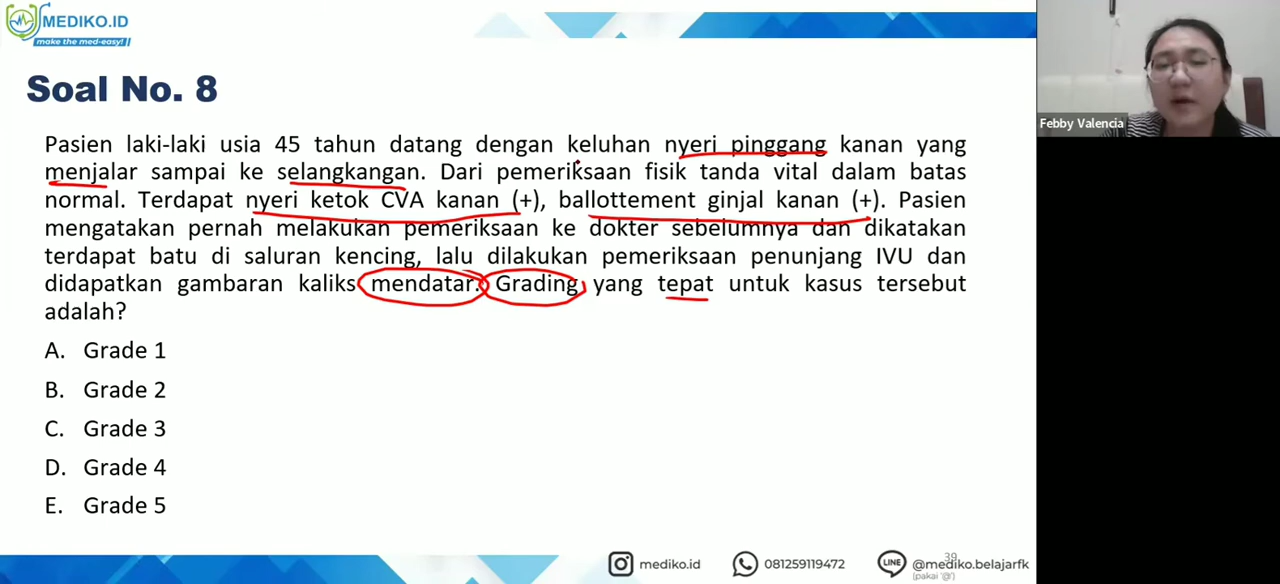 MEDIKO.ID
make the med-easy!
Soal No. 8
Pasien laki-laki usia 45 tahun datang dengan keluhan nyeri pinggang kanan yang
menjalar sampai ke selangkangan. Dari pemeriksaan fisik tanda vital dalam batas
normal. Terdapat nyeri ketok CVA kanan (+), ballottement ginjal kanan (+). Pasien
mengatakan pernah melakukan pemeriksaan ke dokter sebelumnya dan dikatakan
terdapat batu di saluran kencing, lalu dilakukan pemeriksaan penunjang IVU dan
didapatkan gambaran kaliks mendatar. Grading yang tepat untuk kasus tersebut
adalah?
A. Grade 1
B. Grade 2
C. Grade 3
D. Grade 4
E. Grade 5
Febby Valencia
mediko.id
081259119472
LINE
@mediko.belajarfk
(pakai '@')
39